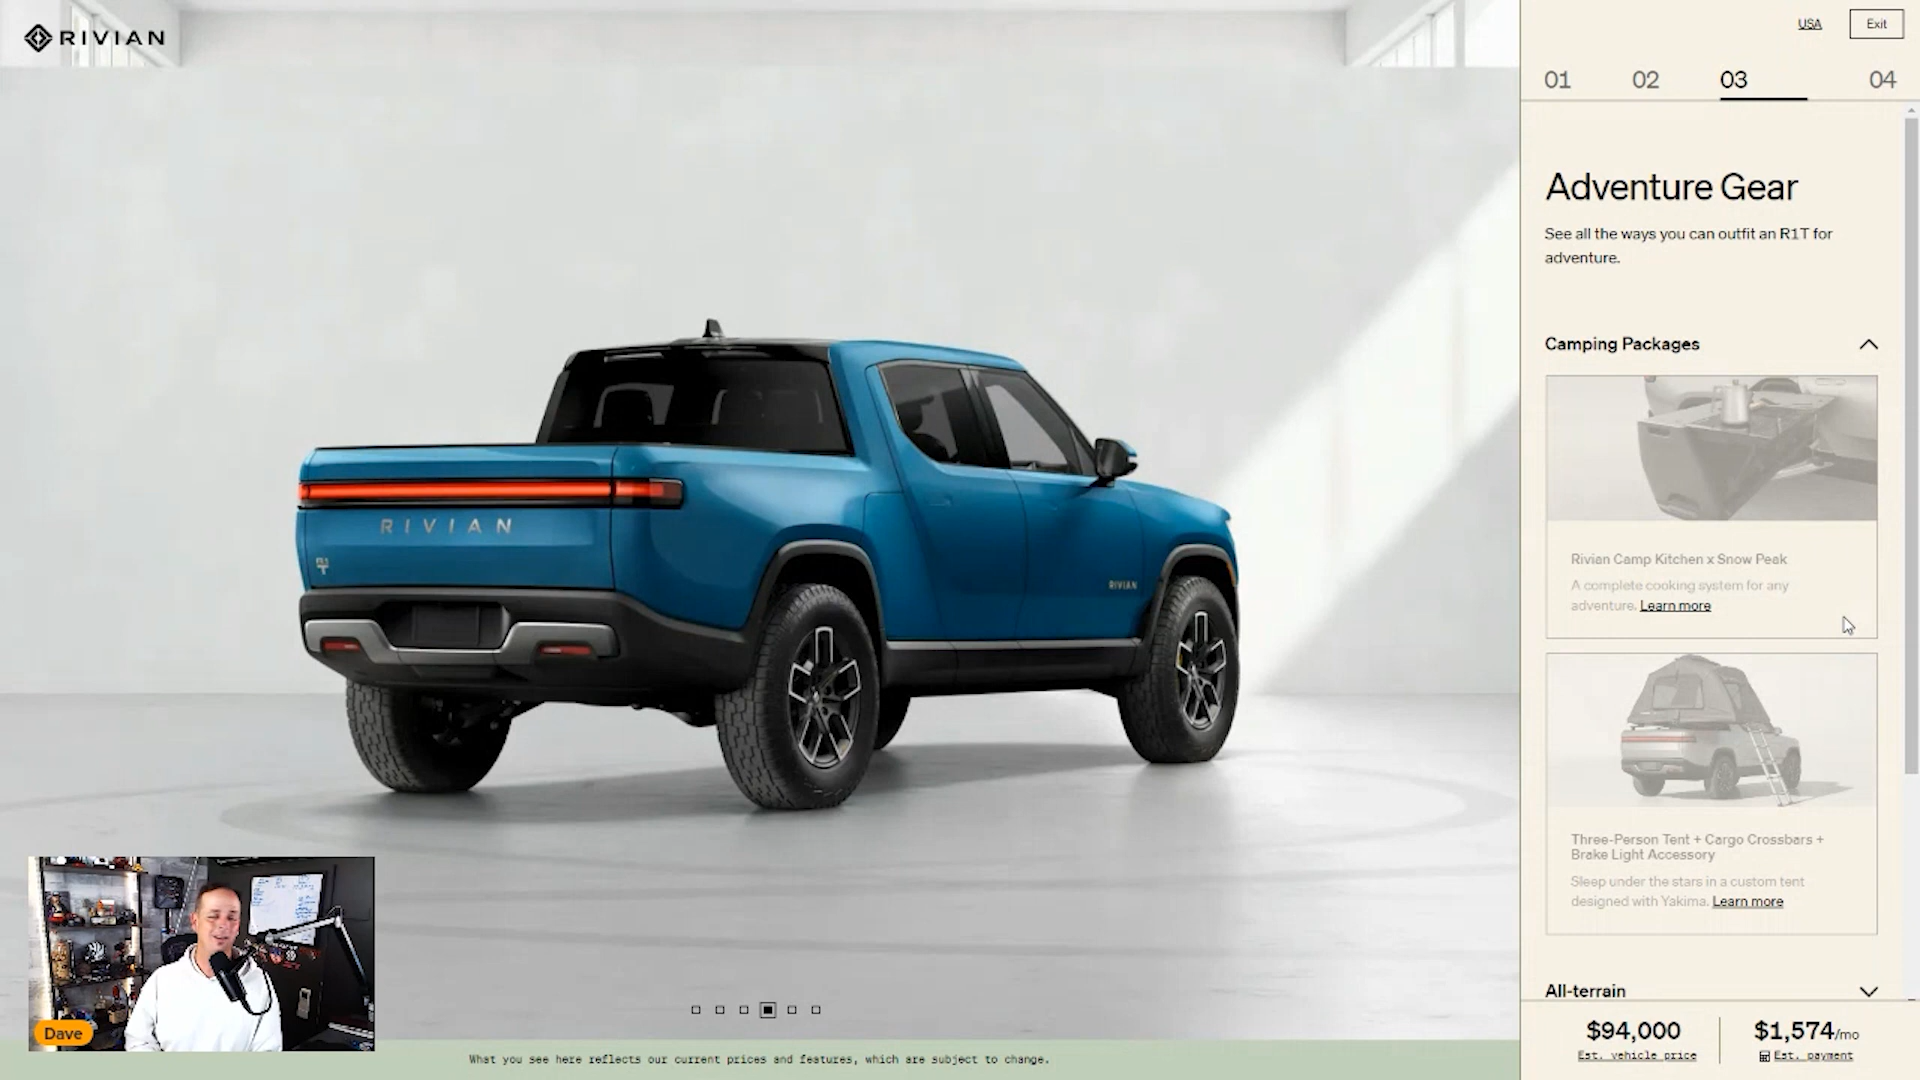 RIVIAN
USA
Exit
01
02
03
04
Adventure Gear
See all the ways you can outfit an R1T for
adventure.
Camping Packages
Rivian Camp Kitchen x Snow Peak
A complete cooking system for any
adventure. Learn more
Three-Person Tent + Cargo Crossbars +
Brake Light Accessory
Sleep under the stars in a custom tent
designed with Yakima. Learn more
All-terrain
$94,000
Est. vehicle price
$1,574/mo
Est. payment
RIVIAN
RIVIAN
Dave
What you see here reflects our current prices and features, which are subject to change.